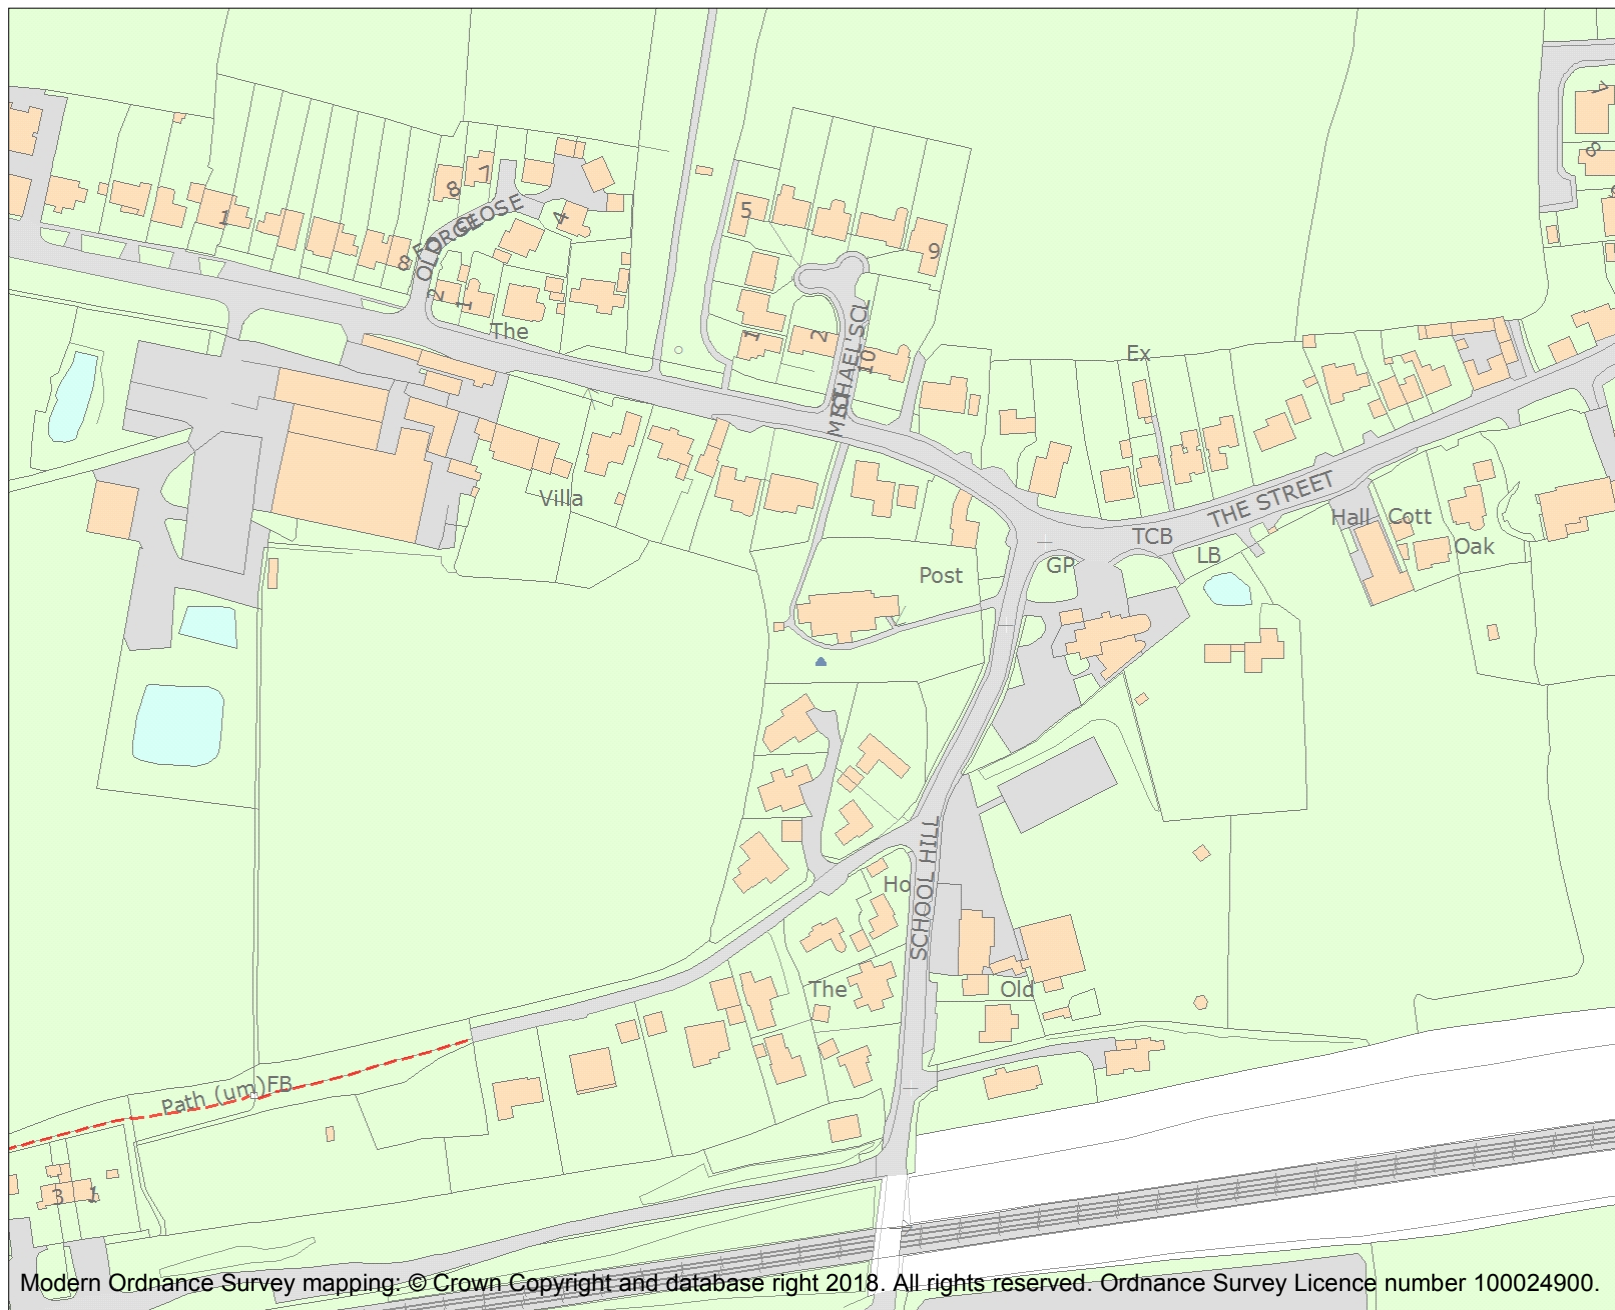 7
8
5
4
1
OLD FORGE CLOSE
8
9
2
1
The
1
2
10
ST MICHAEL'S CL
Ex
4
8
Villa
THE STREET
Hall
Cott
TCB
Oak
LB
GP
Post
SCHOOL HILL
Ho
The
Old
Path (um)
FB
3
1
Modern Ordnance Survey mapping: © Crown Copyright and database right 2018. All rights reserved. Ordnance Survey Licence number 100024900.